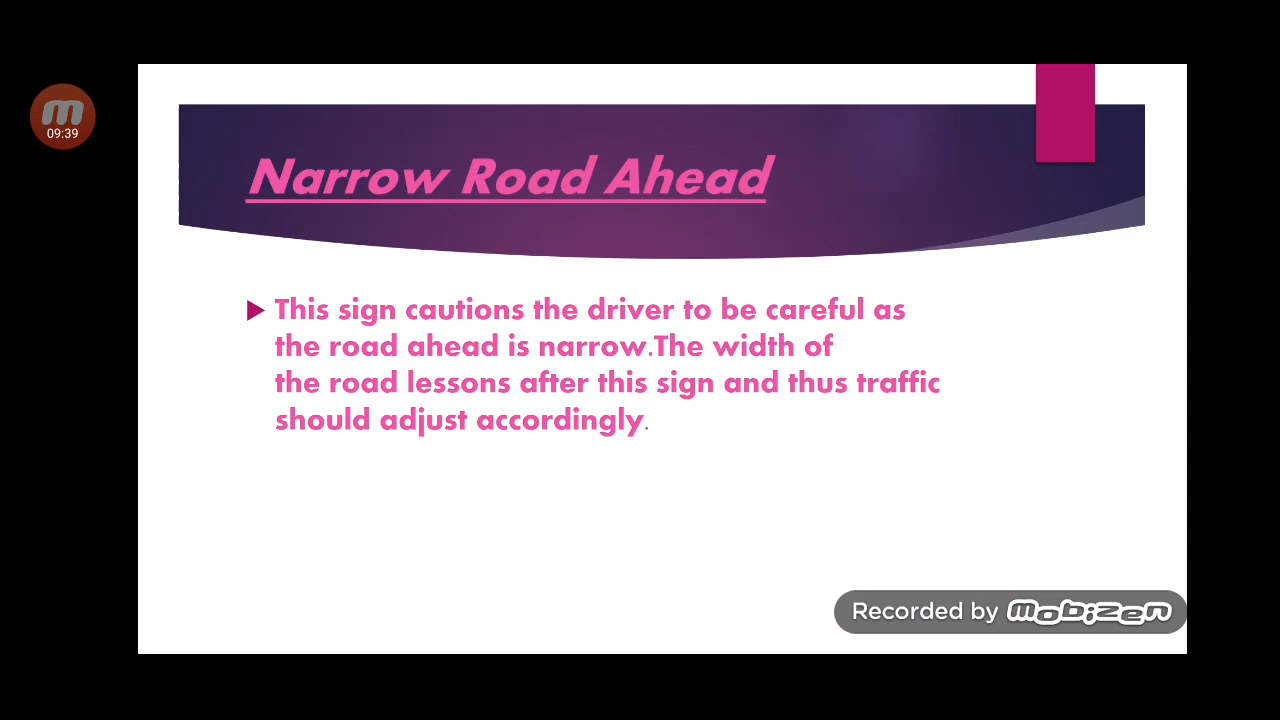 09:39
Narrow Road Ahead
This sign cautions the driver to be careful as
the road ahead is narrow.The width of
the road lessons after this sign and thus traffic
should adjust accordingly.
Recorded by mobizen